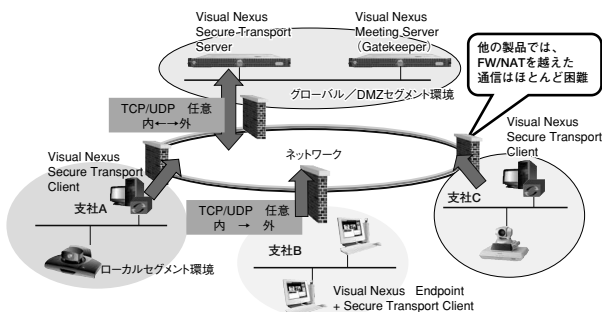 Visual Nexus
Secure Transport
Server
Visual Nexus
Meeting Server
(Gatekeeper)
他の製品では、
FW/NATを越えた
通信はほとんど困難
グローバル／DMZセグメント環境
TCP/UDP 任意
内←→外
Visual Nexus
Secure Transport
Client
ネットワーク
Visual Nexus
Secure Transport
Client
支社A
TCP/UDP 任意
内 → 外
支社C
支社B
ローカルセグメント環境
Visual Nexus Endpoint
+ Secure Transport Client